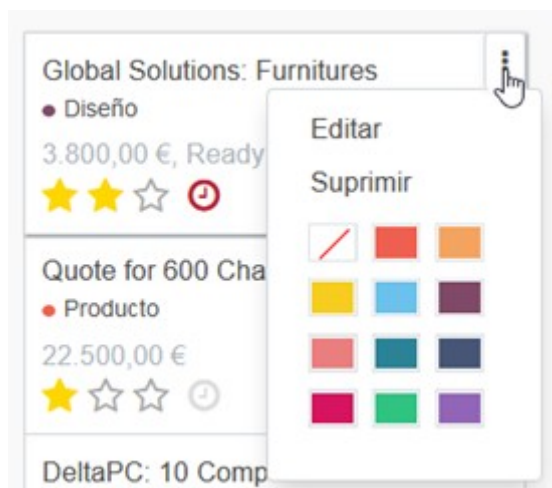 Global Solutions: Furnitures
Diseño
3.800,00 €, Ready
Editar
Suprimir
Quote for 600 Cha
Producto
22.500,00 €
DeltaPC: 10 Comp